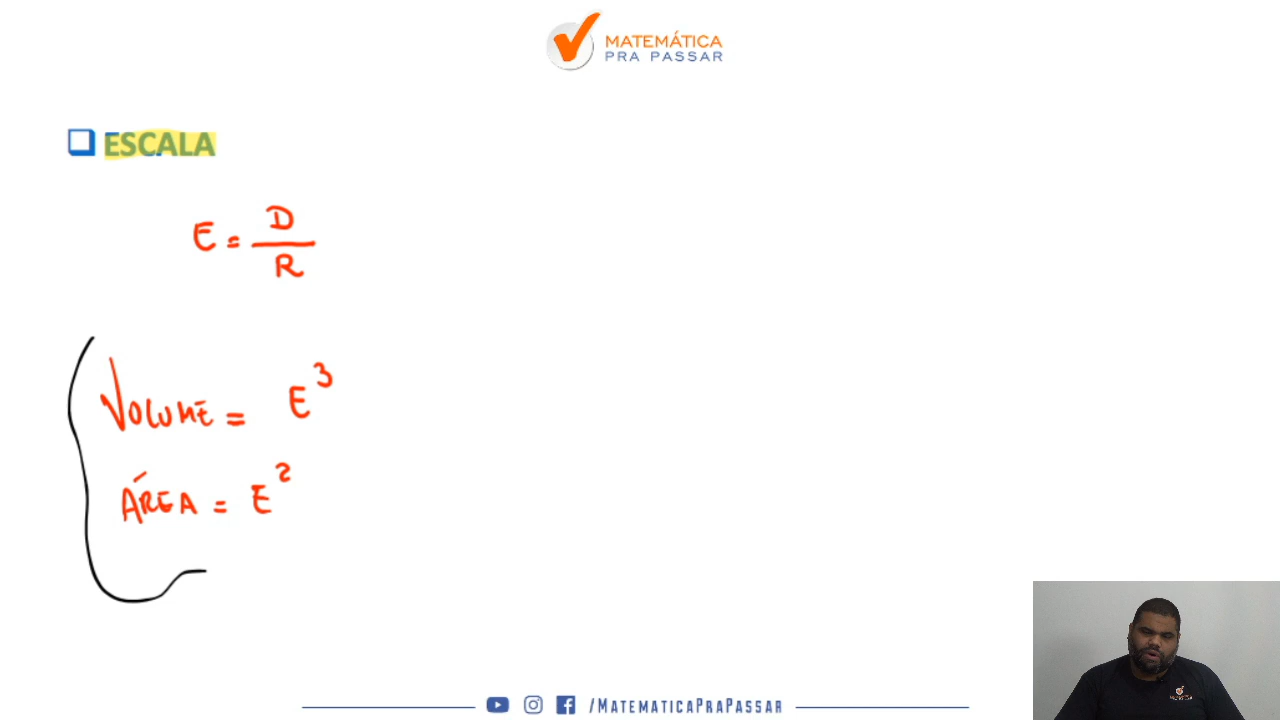 MATEMÁTICA
PRA PASSAR
ESCALA
E = D
R
VOLUME = E³
ÁREA = E²
/MATEMATICAPRAPASSAR